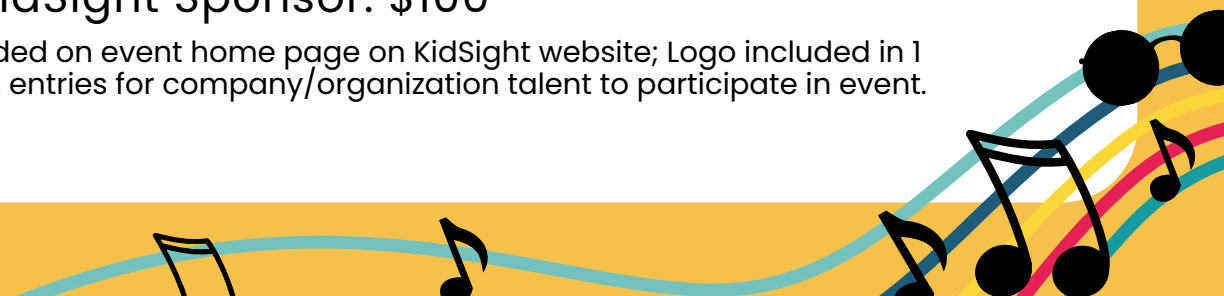 idSight Sponsor: $100
ded on event home page on KidSight website; Logo included in 1
entries for company/organization talent to participate in event.